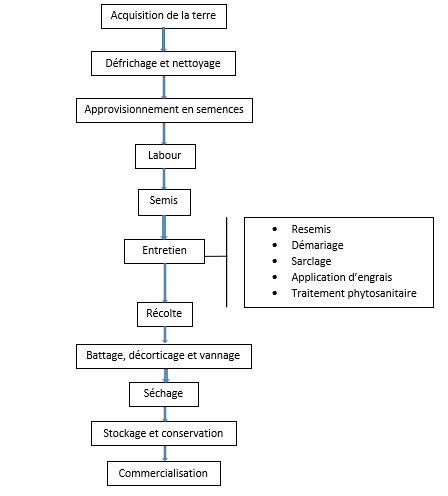 Acquisition de la terre
Défrichage et nettoyage
Approvisionnement en semences
Labour
Semis
Entretien
• Resemis
• Démariage
• Sarclage
• Application d'engrais
• Traitement phytosanitaire
Récolte
Battage, décorticage et vannage
Séchage
Stockage et conservation
Commercialisation